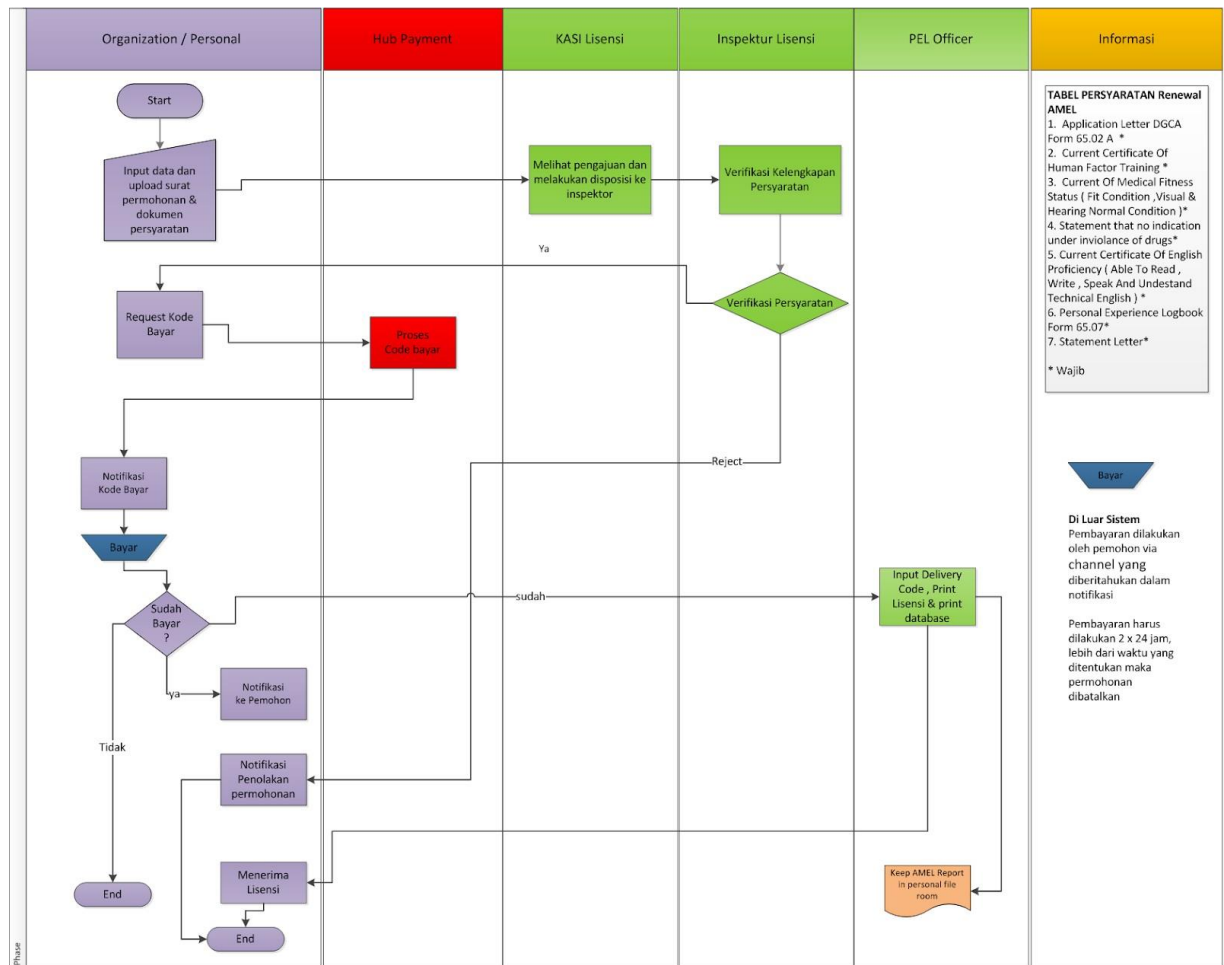 Organization / Personal
Hub Payment
KASI Lisensi
Inspektur Lisensi
PEL Officer
Informasi
Start
Input data dan
upload surat
permohonan &
dokumen
persyaratan
Melihat pengajuan dan
melakukan disposisi ke
inspektor
Verifikasi Kelengkapan
Persyaratan
Ya
Verifikasi Persyaratan
Request Kode
Bayar
Proses
Code bayar
Reject
Notifikasi
Kode Bayar
Bayar
Sudah
Bayar
?
sudah
Input Delivery
Code , Print
Lisensi & print
database
ya
Notifikasi
ke Pemohon
Tidak
Notifikasi
Penolakan
permohonan
Menerima
Lisensi
End
End
Keep AMEL Report
in personal file
room
TABEL PERSYARATAN Renewal
AMEL
1. Application Letter DGCA
Form 65.02 A *
2. Current Certificate Of
Human Factor Training *
3. Current Of Medical Fitness
Status ( Fit Condition ,Visual &
Hearing Normal Condition )*
4. Statement that no indication
under inviolance of drugs*
5. Current Certificate Of English
Proficiency ( Able To Read ,
Write , Speak And Undestand
Technical English ) *
6. Personal Experience Logbook
Form 65.07*
7. Statement Letter*
* Wajib
Bayar
Di Luar Sistem
Pembayaran dilakukan
oleh pemohon via
channel yang
diberitahukan dalam
notifikasi
Pembayaran harus
dilakukan 2 x 24 jam,
lebih dari waktu yang
ditentukan maka
permohonan
dibatalkan
Phase